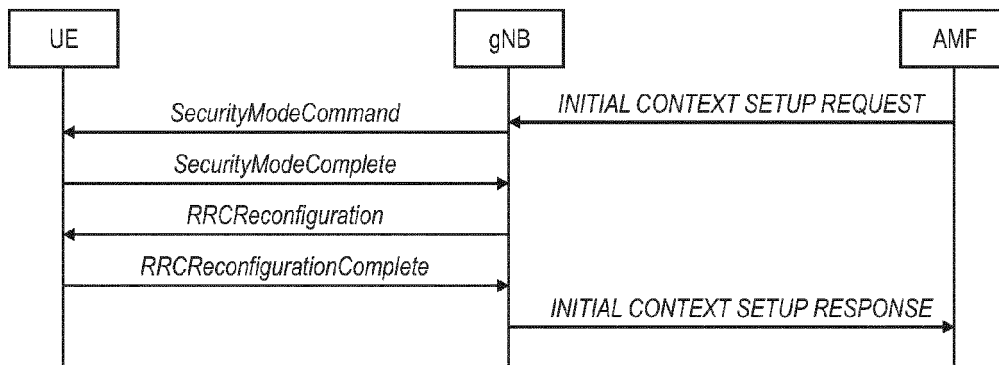 UE
gNB
AMF
INITIAL CONTEXT SETUP REQUEST
SecurityModeCommand
SecurityModeComplete
RRCReconfiguration
RRCReconfigurationComplete
INITIAL CONTEXT SETUP RESPONSE